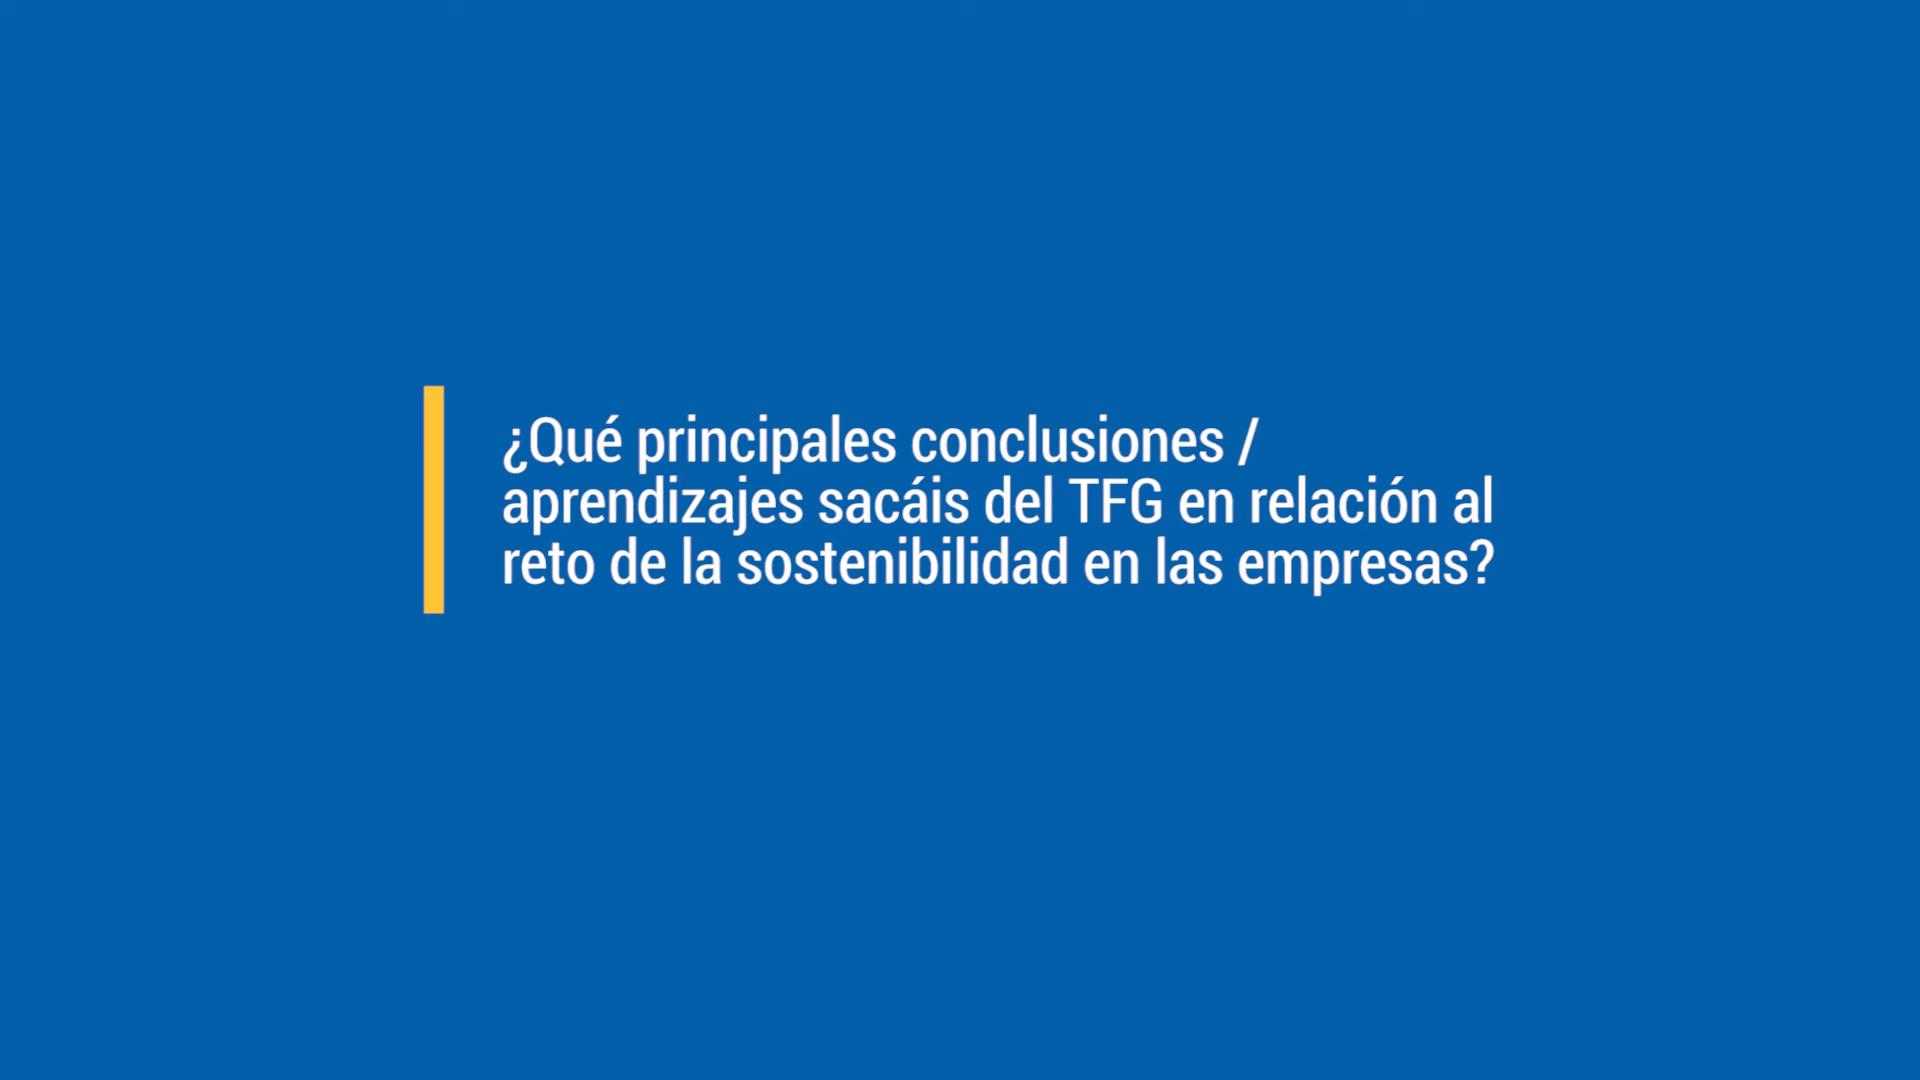 ¿Qué principales conclusiones /
aprendizajes sacáis del TFG en relación al
reto de la sostenibilidad en las empresas?